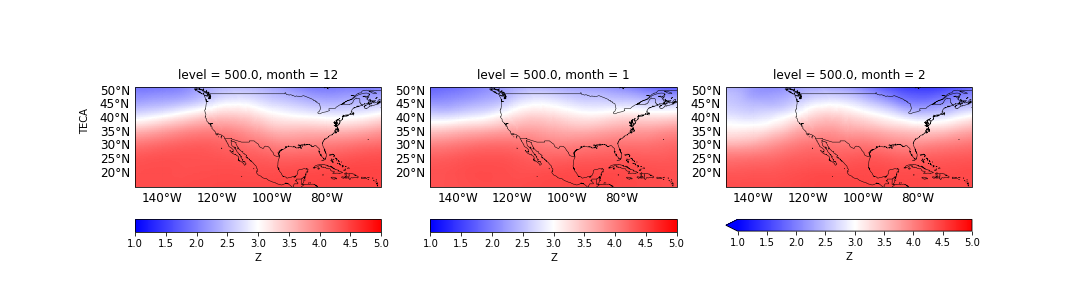 level = 500.0, month = 12 level = 500.0, month = 1 level = 500.0, month = 2
TECA
50°N 50°N 50°N
45°N 45°N 45°N
40°N 40°N 40°N
35°N 35°N 35°N
30°N 30°N 30°N
25°N 25°N 25°N
20°N 20°N 20°N
140°W 120°W 100°W 80°W 140°W 120°W 100°W 80°W 140°W 120°W 100°W 80°W
1.0 1.5 2.0 2.5 3.0 3.5 4.0 4.5 5.0 1.0 1.5 2.0 2.5 3.0 3.5 4.0 4.5 5.0 1.0 1.5 2.0 2.5 3.0 3.5 4.0 4.5 5.0
Z Z Z